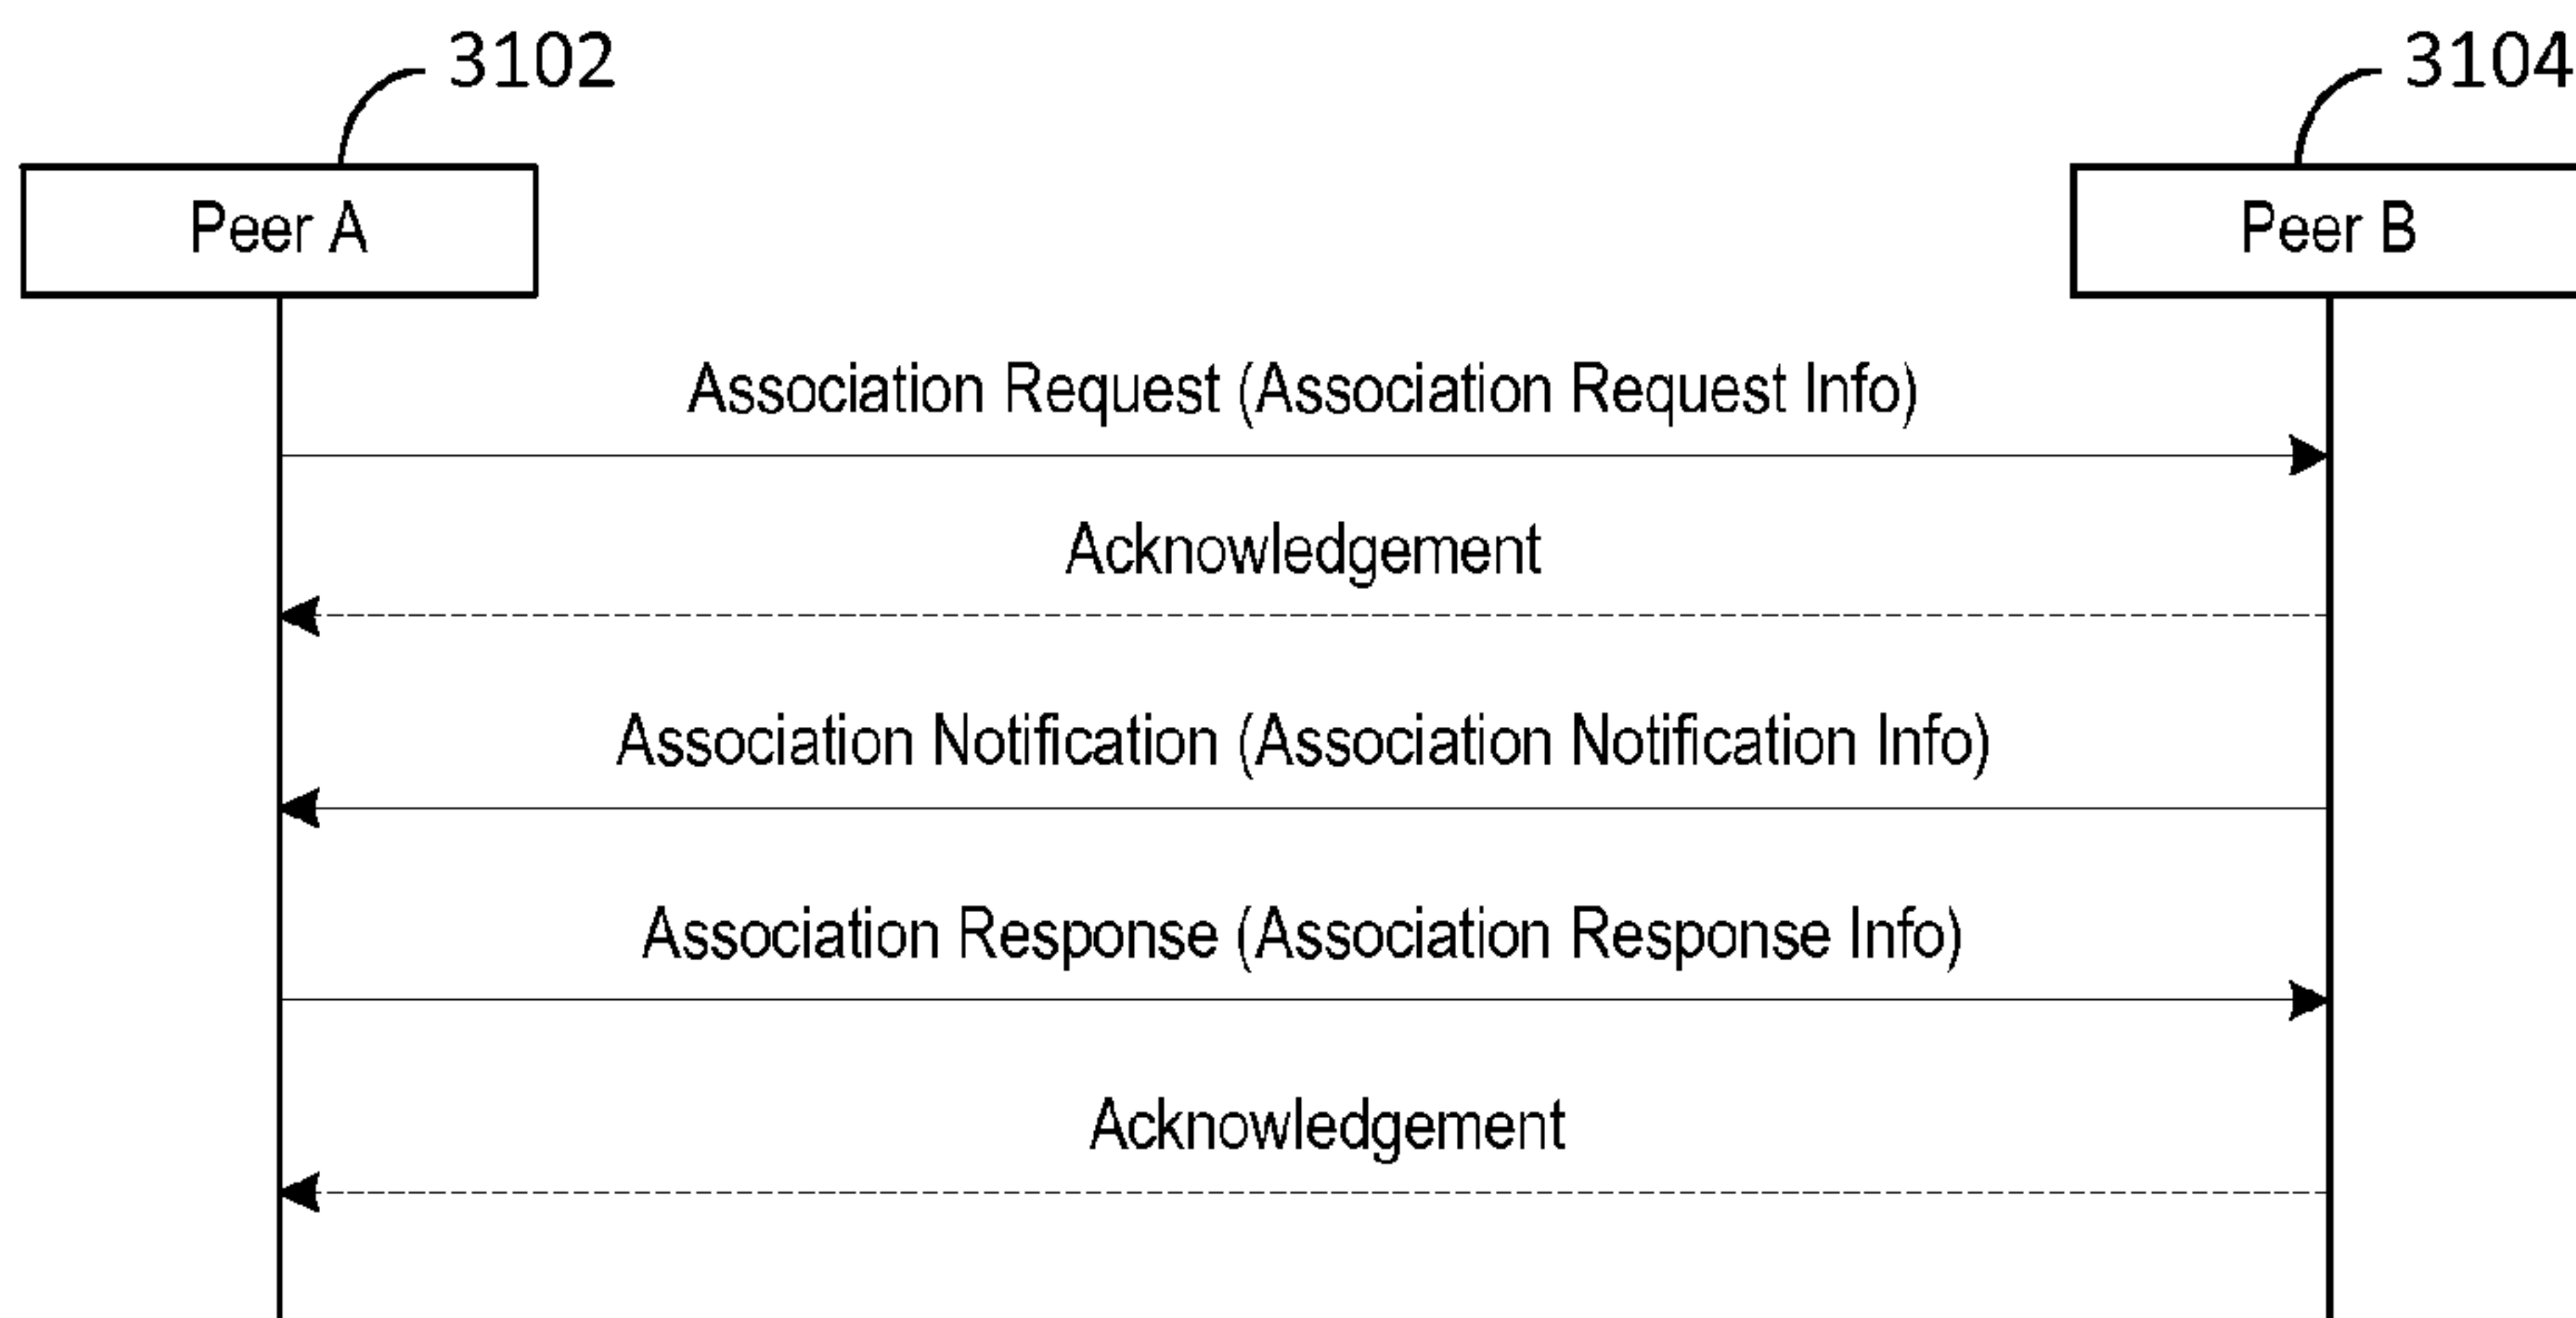 3102
3104
Peer A
Peer B
Association Request (Association Request Info)
Acknowledgement
Association Notification (Association Notification Info)
Association Response (Association Response Info)
Acknowledgement